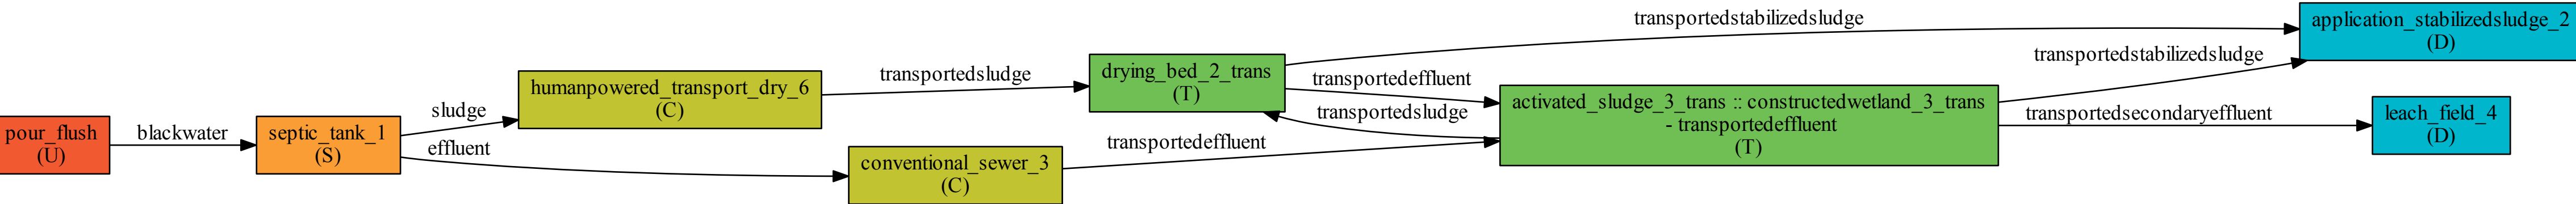 pour_flush
(U)
blackwater
septic_tank_1
(S)
sludge
effluent
humanpowered_transport_dry_6
(C)
conventional_sewer_3
(C)
transportedsludge
transportedeffluent
drying_bed_2_trans
(T)
transportedstabilizedsludge
transportedeffluent
transportedsludge
activated_sludge_3_trans :: constructedwetland_3_trans
- transportedeffluent
(T)
transportedstabilizedsludge
transportedsecondaryeffluent
application_stabilizedsludge_2
(D)
leach_field_4
(D)